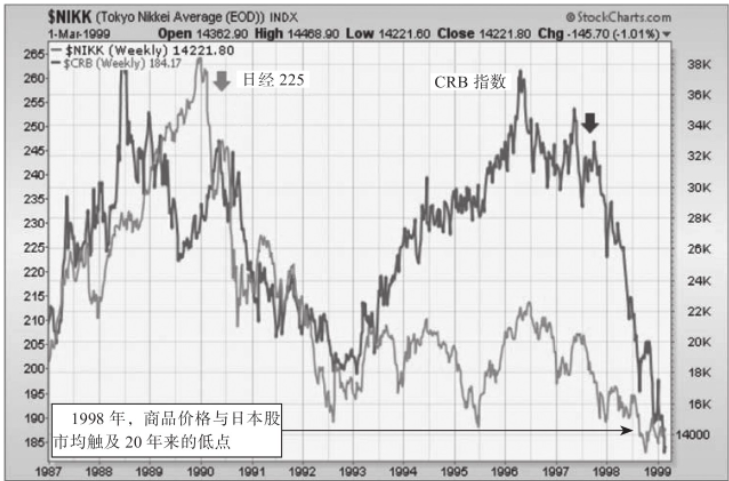 $NIKK (Tokyo Nikkei Average (EOD)) INDX
©StockCharts.com
1-Mar-1999
Open 14362.90 High 14468.90 Low 14221.60 Close 14221.80 Chg -145.70 (-1.01%)
$NIKK (Weekly) 14221.80
$CRB (Weekly) 184.17
日经 225
CRB 指数
265
260
255
250
245
240
235
230
225
220
215
210
205
200
195
190
185
38K
36K
34K
32K
30K
28K
26K
24K
22K
20K
18K
16K
14000
1998 年，商品价格与日本股
市均触及 20 年来的低点
1987 1988 1989 1990 1991 1992 1993 1994 1995 1996 1997 1998 1999